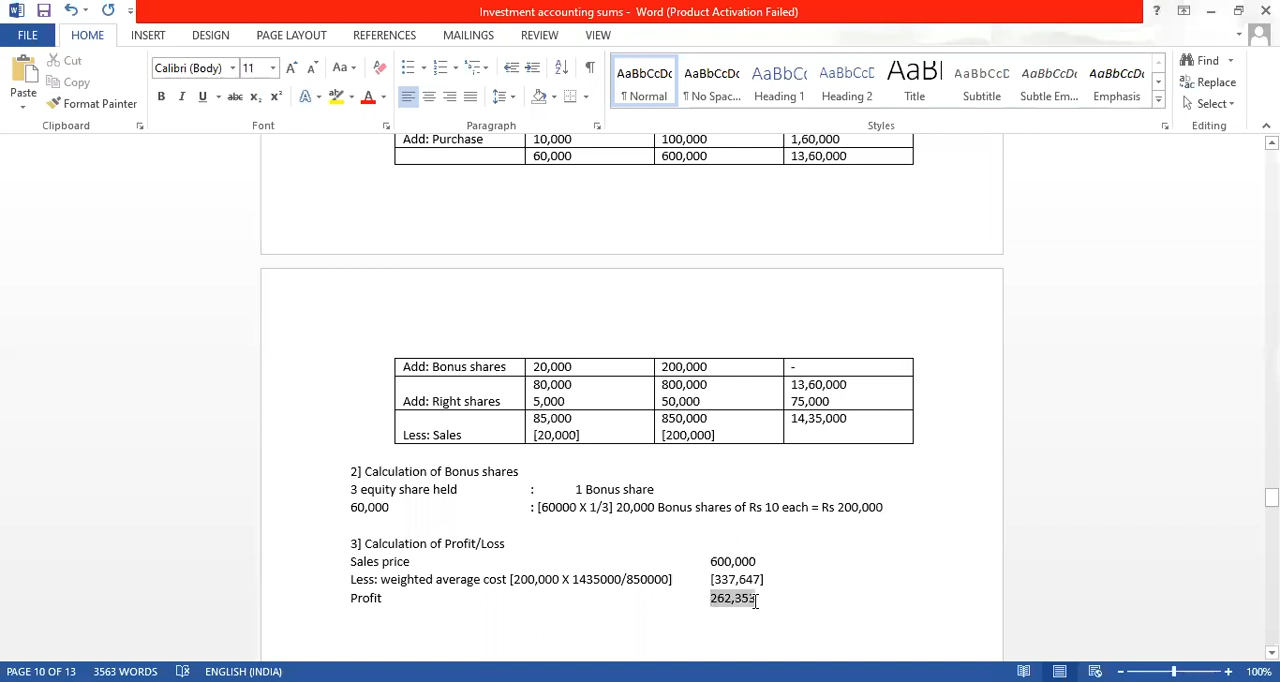 Investment accounting sums - Word (Product Activation Failed)
FILE HOME INSERT DESIGN PAGE LAYOUT REFERENCES MAILINGS REVIEW VIEW
Cut
Copy
Format Painter
Paste
Clipboard
Calibri (Body) 11
Font
Paragraph
AaBbCcDc AaBbCcDc AaBbCc AaBbCcC AaBl AaBbCcD AaBbCcDc AaBbCcDc
¶ Normal ¶ No Spac... Heading 1 Heading 2 Title Subtitle Subtle Em... Emphasis
Styles
Find
Replace
Select
Editing
Add: Purchase 10,000 100,000 1,60,000
60,000 600,000 13,60,000
Add: Bonus shares 20,000 200,000 -
80,000 800,000 13,60,000
Add: Right shares 5,000 50,000 75,000
85,000 850,000 14,35,000
Less: Sales [20,000] [200,000]
2] Calculation of Bonus shares
3 equity share held : 1 Bonus share
60,000 : [60000 X 1/3] 20,000 Bonus shares of Rs 10 each = Rs 200,000
3] Calculation of Profit/Loss
Sales price 600,000
Less: weighted average cost [200,000 X 1435000/850000] [337,647]
Profit 262,353
PAGE 10 OF 13 3563 WORDS ENGLISH (INDIA) 100%